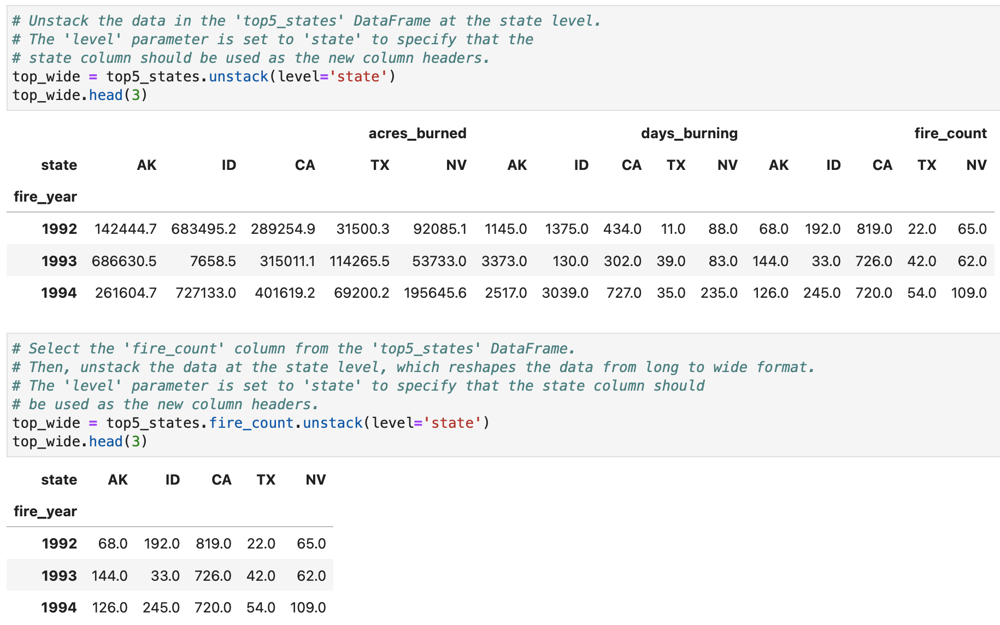 # Unstack the data in the 'top5_states' DataFrame at the state level.
# The 'level' parameter is set to 'state' to specify that the
# state column should be used as the new column headers.
top_wide = top5_states.unstack(level='state')
top_wide.head(3)
acres_burned days_burning fire_count
state AK ID CA TX NV AK ID CA TX NV AK ID CA TX NV
fire_year
1992 142444.7 683495.2 289254.9 31500.3 92085.1 1145.0 1375.0 434.0 11.0 88.0 68.0 192.0 819.0 22.0 65.0
1993 686630.5 7658.5 315011.1 114265.5 53733.0 3373.0 130.0 302.0 39.0 83.0 144.0 33.0 726.0 42.0 62.0
1994 261604.7 727133.0 401619.2 69200.2 195645.6 2517.0 3039.0 727.0 35.0 235.0 126.0 245.0 720.0 54.0 109.0
# Select the 'fire_count' column from the 'top5_states' DataFrame.
# Then, unstack the data at the state level, which reshapes the data from long to wide format.
# The 'level' parameter is set to 'state' to specify that the state column should
# be used as the new column headers.
top_wide = top5_states.fire_count.unstack(level='state')
top_wide.head(3)
state AK ID CA TX NV
fire_year
1992 68.0 192.0 819.0 22.0 65.0
1993 144.0 33.0 726.0 42.0 62.0
1994 126.0 245.0 720.0 54.0 109.0